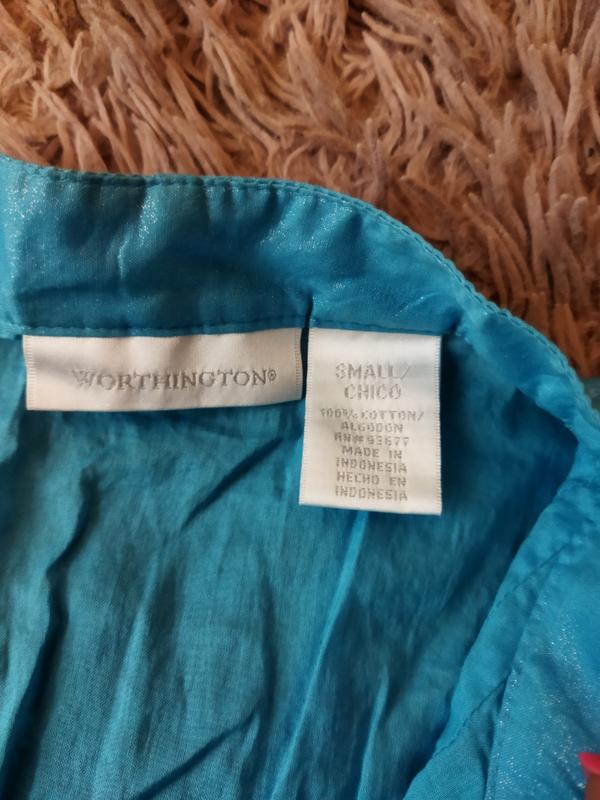 WORTHINGTON®
SMALL/
CHICO
100% COTTON/
ALGODON
RN# 93677
MADE IN
INDONESIA
HECHO EN
INDONESIA